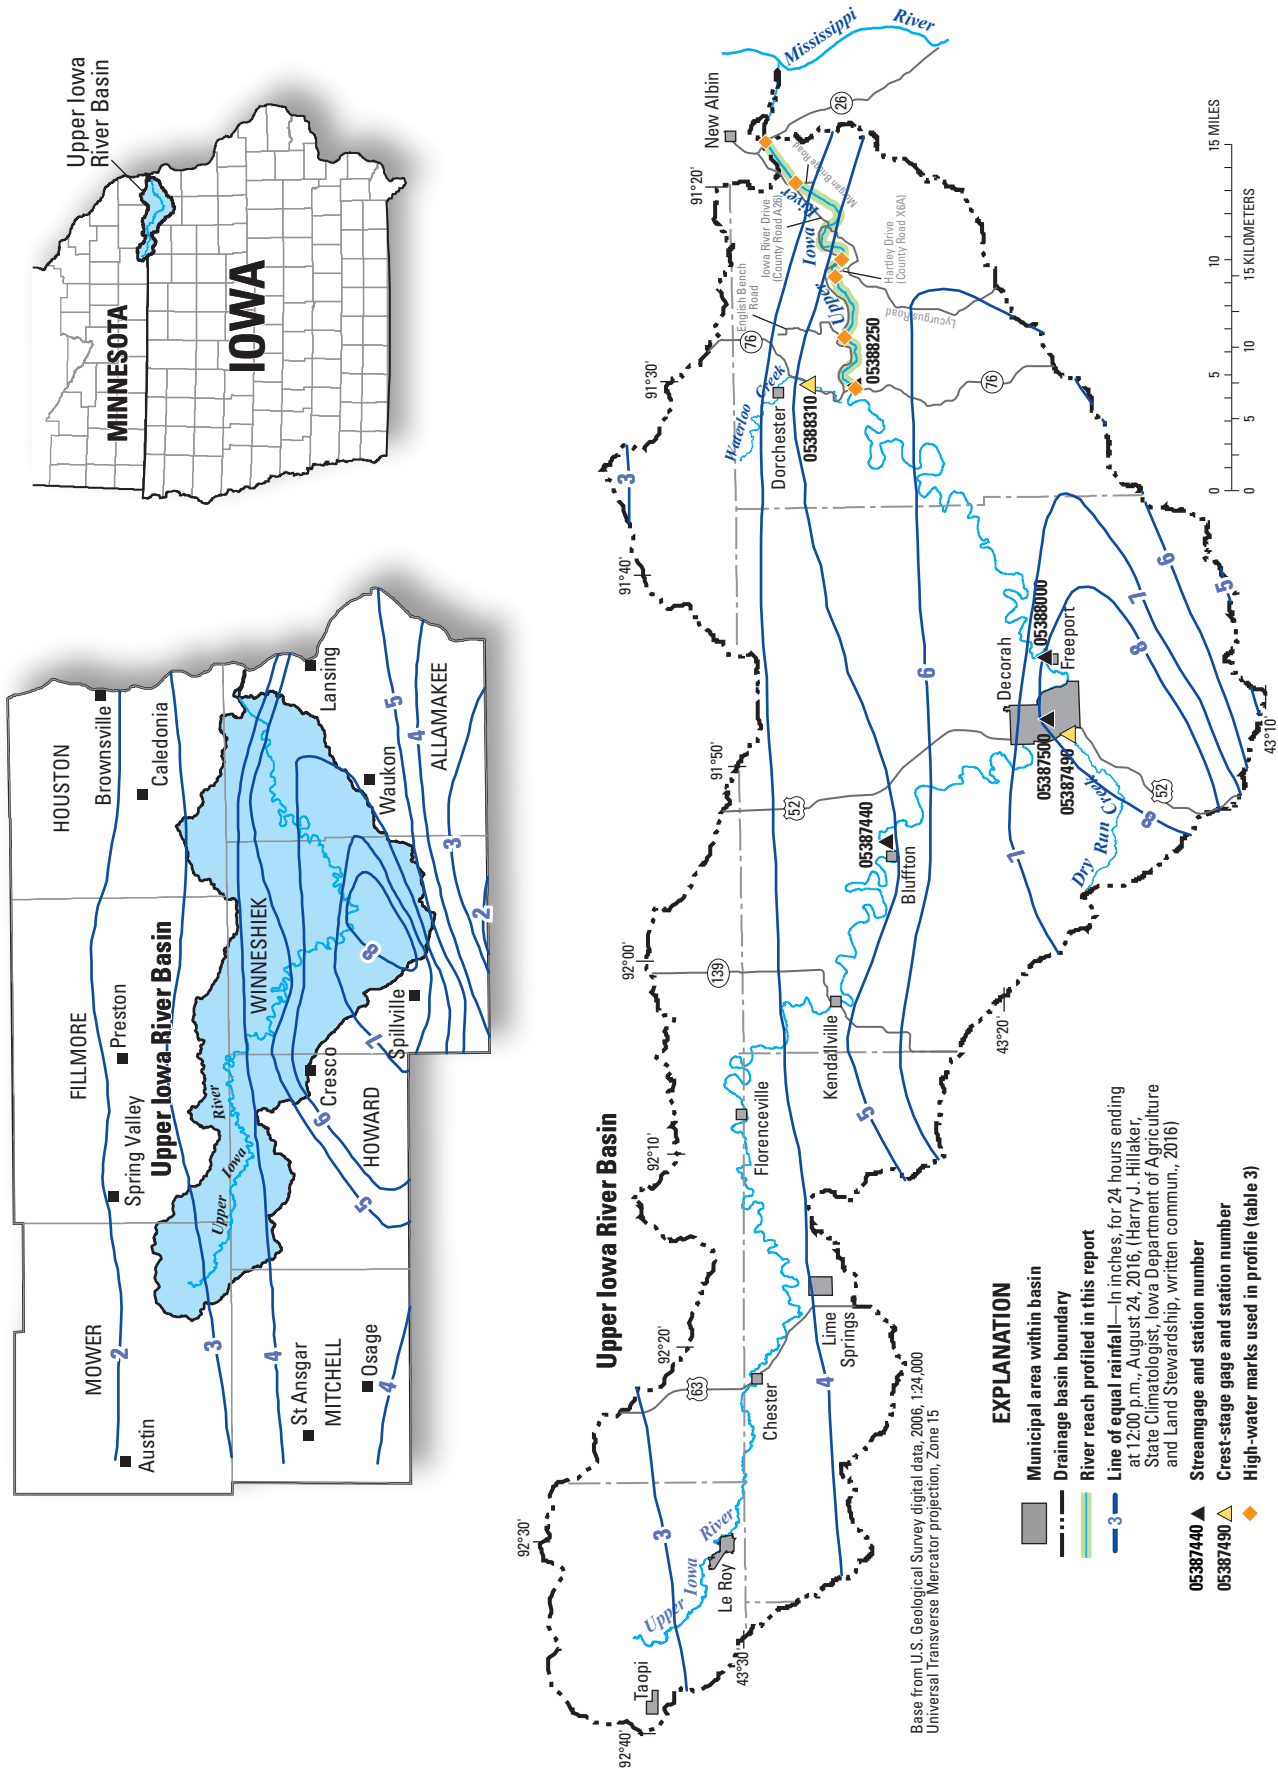 MINNESOTA
IOWA
Upper Iowa
River Basin
HOUSTON
Brownsville
Caledonia
FILLMORE
Preston
Spring Valley
Upper Iowa River Basin
MOWER
Austin
2
3
4
St Ansgar
MITCHELL
Osage
4
Upper
Iowa
River
WINNESHIEK
Cresco
HOWARD
Spillville
5
6
7
8
Lansing
Waukon
ALLAMAKEE
5
4
3
2
Upper Iowa River Basin
92°40'
92°30'
92°20'
92°10'
92°00'
91°50'
91°40'
91°30'
91°20'
43°30'
43°20'
43°10'
Taopi
Le Roy
Upper Iowa River
3
63
Chester
Lime
Springs
4
Florenceville
Kendallville
139
5
05387440
Bluffton
52
6
7
Decorah
05387500
05387490
05388000
Freeport
Dry Run Creek
52
8
8
7
6
5
3
Waterloo Creek
Dorchester
05388310
05388250
76
76
English Bench
Road
Iowa River Drive
(County Road A26)
Upper Iowa River
Hartley Drive
(County Road X6A)
Lycurgus Road
Morgan Bridge Road
New Albin
26
Mississippi River
0 5 10 15 MILES
0 5 10 15 KILOMETERS
Base from U.S. Geological Survey digital data, 2006, 1:24,000
Universal Transverse Mercator projection, Zone 15
EXPLANATION
Municipal area within basin
Drainage basin boundary
River reach profiled in this report
3 Line of equal rainfall—In inches, for 24 hours ending
at 12:00 p.m., August 24, 2016, (Harry J. Hillaker,
State Climatologist, Iowa Department of Agriculture
and Land Stewardship, written commun., 2016)
05387440 Streamgage and station number
05387490 Crest-stage gage and station number
High-water marks used in profile (table 3)